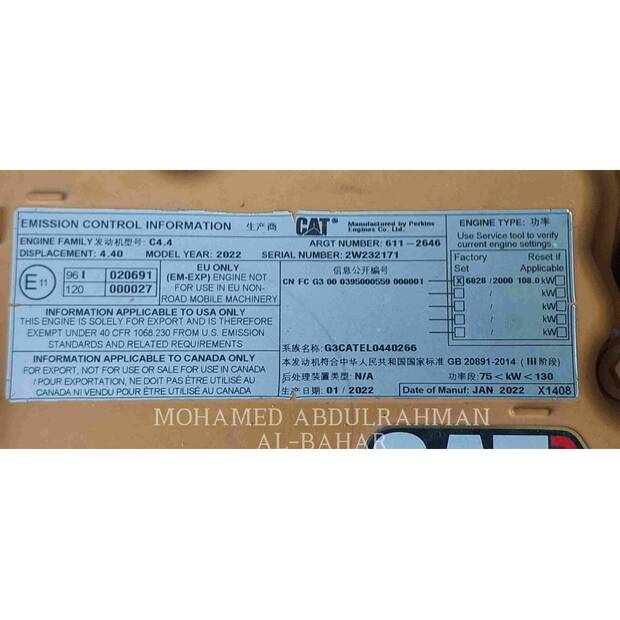 EMISSION CONTROL INFORMATION 生产商 CAT® Manufactured by Perkins Engines Co. Ltd.
ENGINE FAMILY发动机型号: C4.4 ARGT NUMBER: 611-2646
DISPLACEMENT: 4.40 MODEL YEAR: 2022 SERIAL NUMBER: 2W232171
E11
96 I 020691
120 000027
EU ONLY
(EM-EXP) ENGINE NOT
FOR USE IN EU NON-
ROAD MOBILE MACHINERY
INFORMATION APPLICABLE TO USA ONLY
THIS ENGINE IS SOLELY FOR EXPORT AND IS THEREFORE
EXEMPT UNDER 40 CFR 1068.230 FROM U.S. EMISSION
STANDARDS AND RELATED REQUIREMENTS
INFORMATION APPLICABLE TO CANADA ONLY
FOR EXPORT, NOT FOR USE OR SALE FOR USE IN CANADA
/ POUR EXPORTATION, NE DOIT PAS ÊTRE UTILISÉ AU
CANADA NI VENDU POUR ÊTRE UTILISÉ AU CANADA
信息公开编号
CN FC G3 00 0395000559 000001
系族名称: G3CATEL0440266
本发动机符合中华人民共和国国家标准 GB 20891-2014 (III阶段)
后处理装置类型: N/A 功率段: 75<kW<130
生产日期: 01 / 2022 Date of Manuf: JAN 2022 X1408
ENGINE TYPE: 功率
Use Service tool to verify
current engine settings.
Factory Set Reset if Applicable
X 6828 /2000 108.0 kW
/ kW
/ kW
/ kW
/ kW
MOHAMED ABDULRAHMAN
AL-BAHAR
CAT